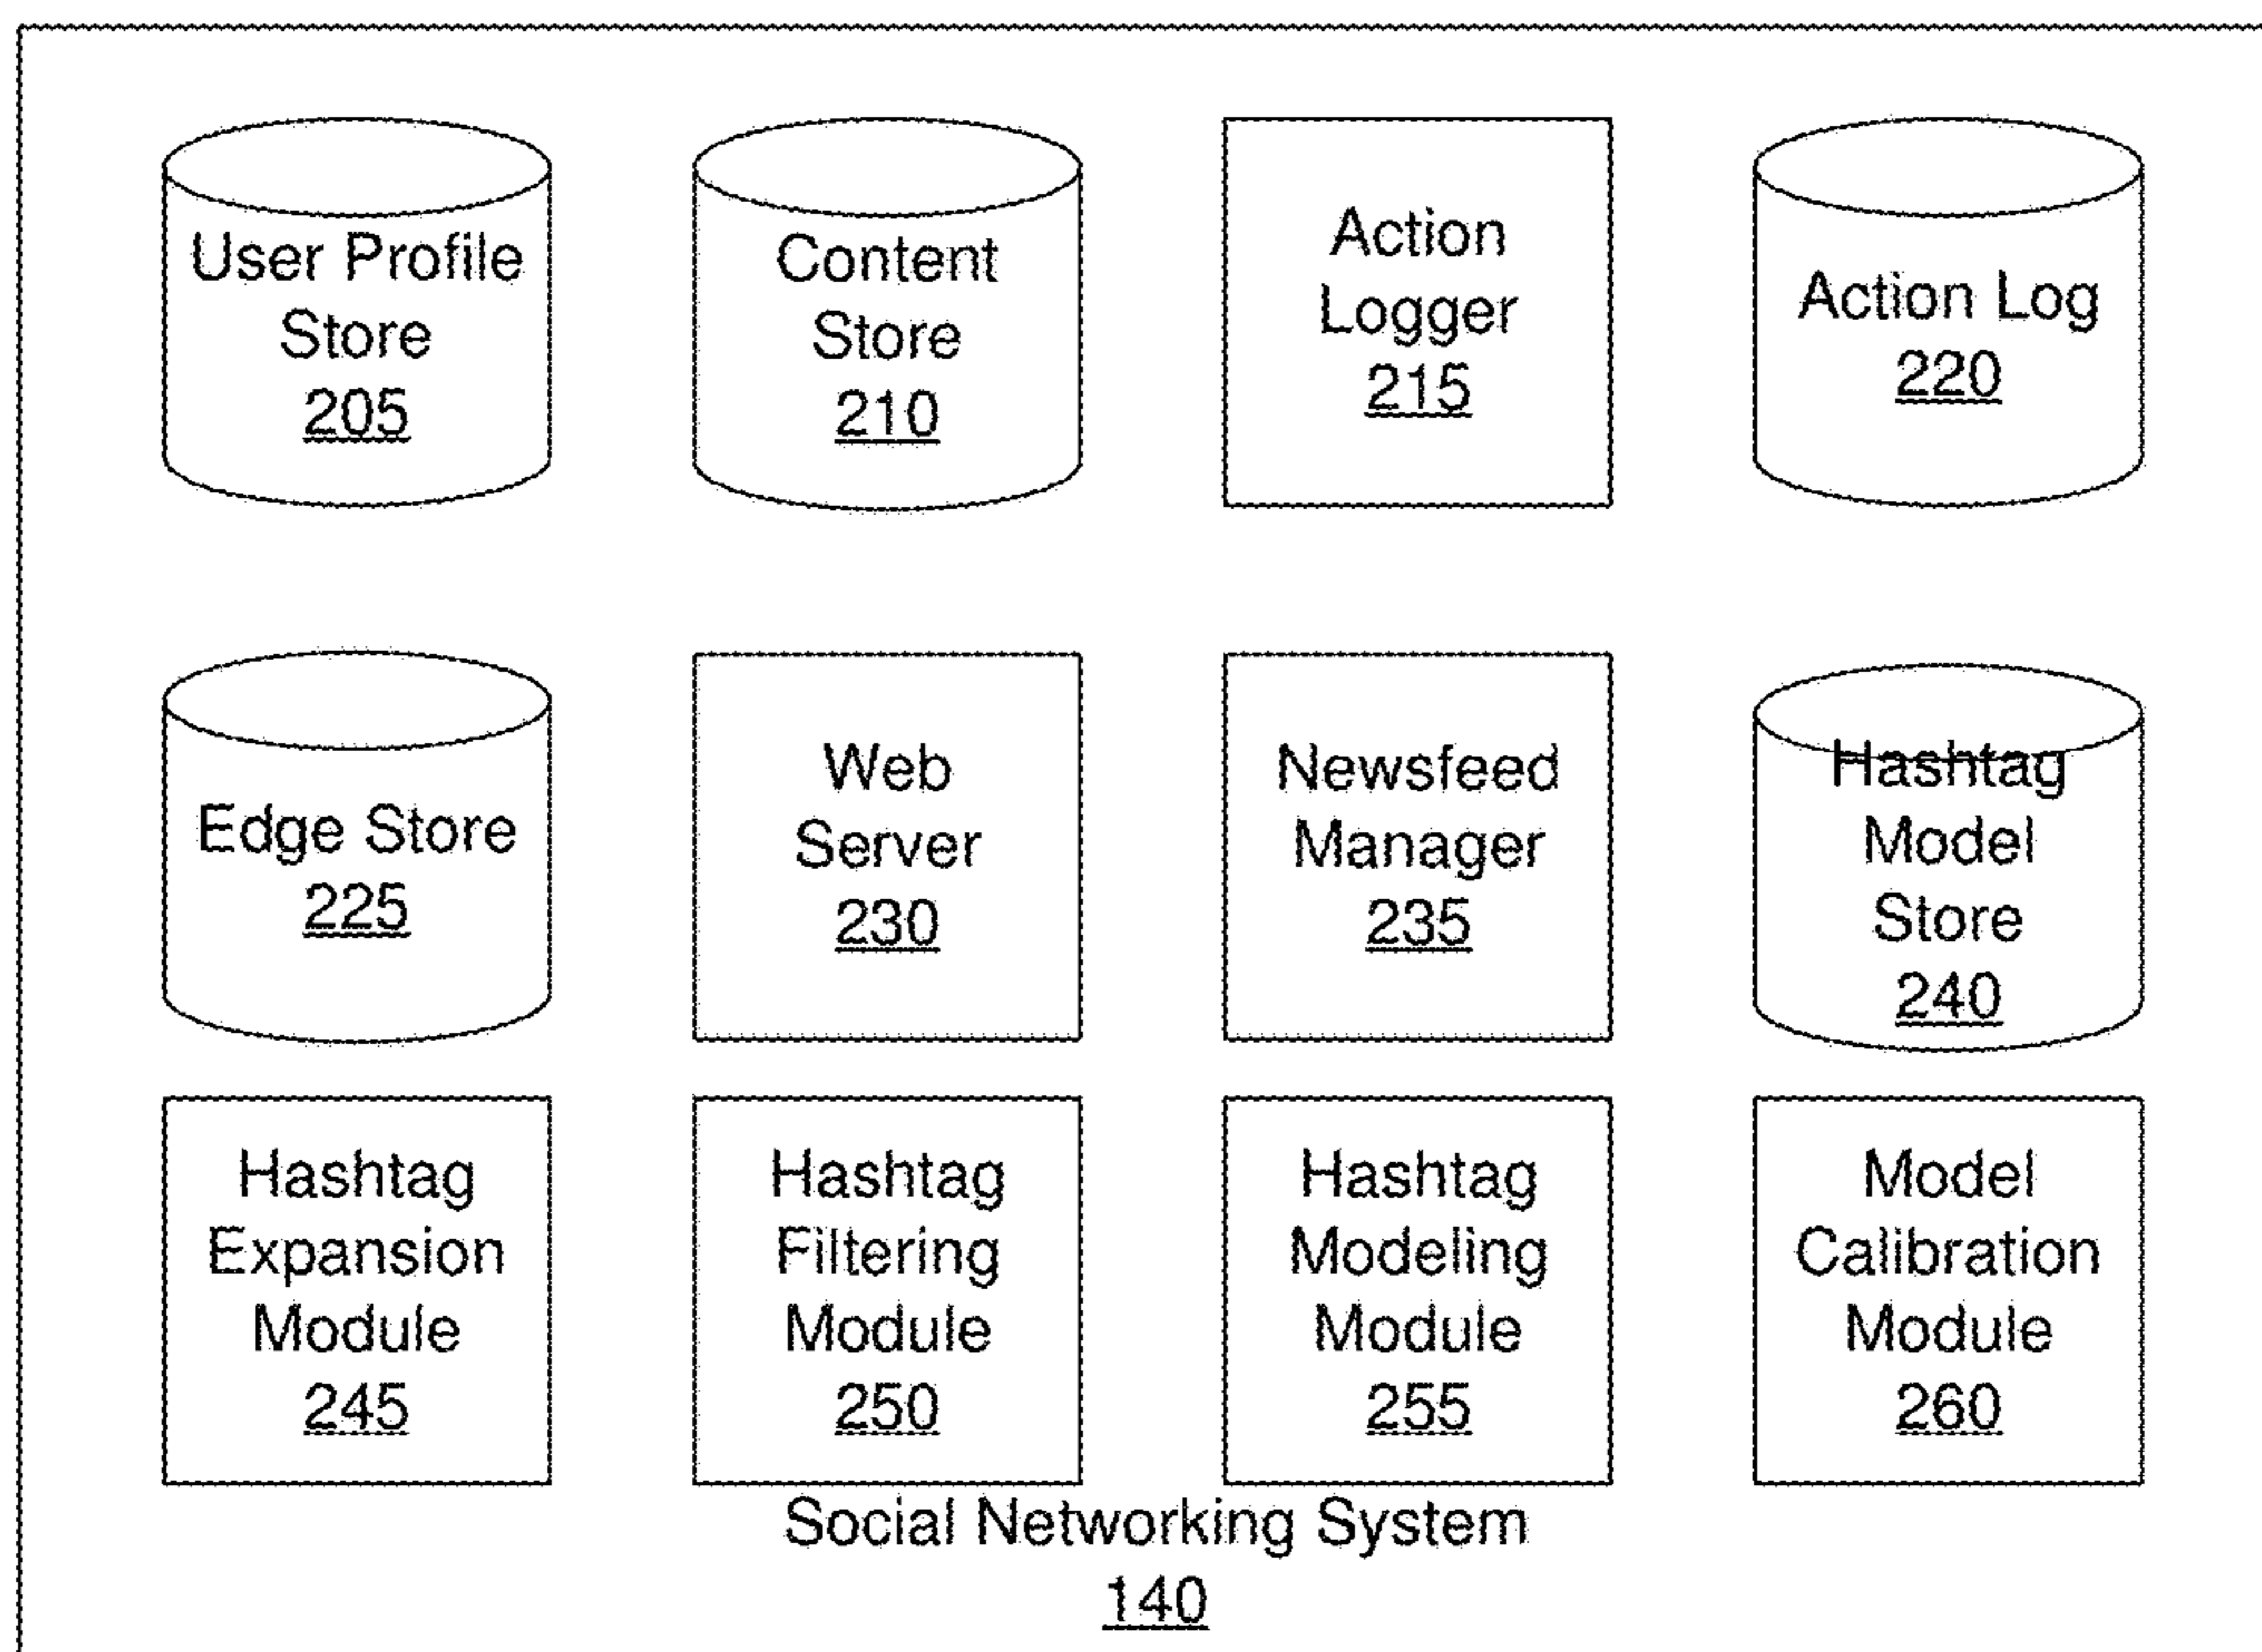 User Profile
Store
205
Content
Store
210
Action
Logger
215
Action Log
220
Edge Store
225
Web
Server
230
Newsfeed
Manager
235
Hashtag
Model
Store
240
Hashtag
Expansion
Module
245
Hashtag
Filtering
Module
250
Hashtag
Modeling
Module
255
Model
Calibration
Module
260
Social Networking System
140